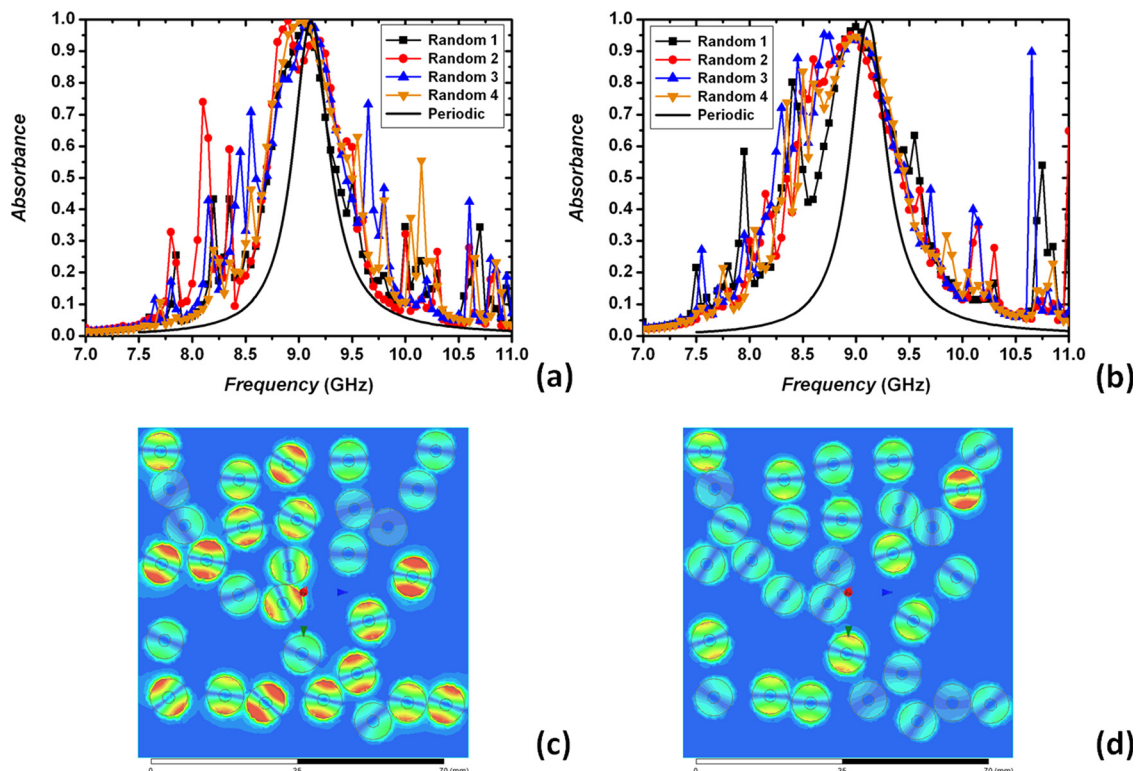 1.0
0.9
0.8
0.7
0.6
0.5
0.4
0.3
0.2
0.1
0.0
Absorbance
Random 1
Random 2
Random 3
Random 4
Periodic
7.0 7.5 8.0 8.5 9.0 9.5 10.0 10.5 11.0
Frequency (GHz)
(a)
1.0
0.9
0.8
0.7
0.6
0.5
0.4
0.3
0.2
0.1
0.0
Absorbance
Random 1
Random 2
Random 3
Random 4
Periodic
7.0 7.5 8.0 8.5 9.0 9.5 10.0 10.5 11.0
Frequency (GHz)
(b)
(c)
0 35 70 (mm)
(d)
0 35 70 (mm)